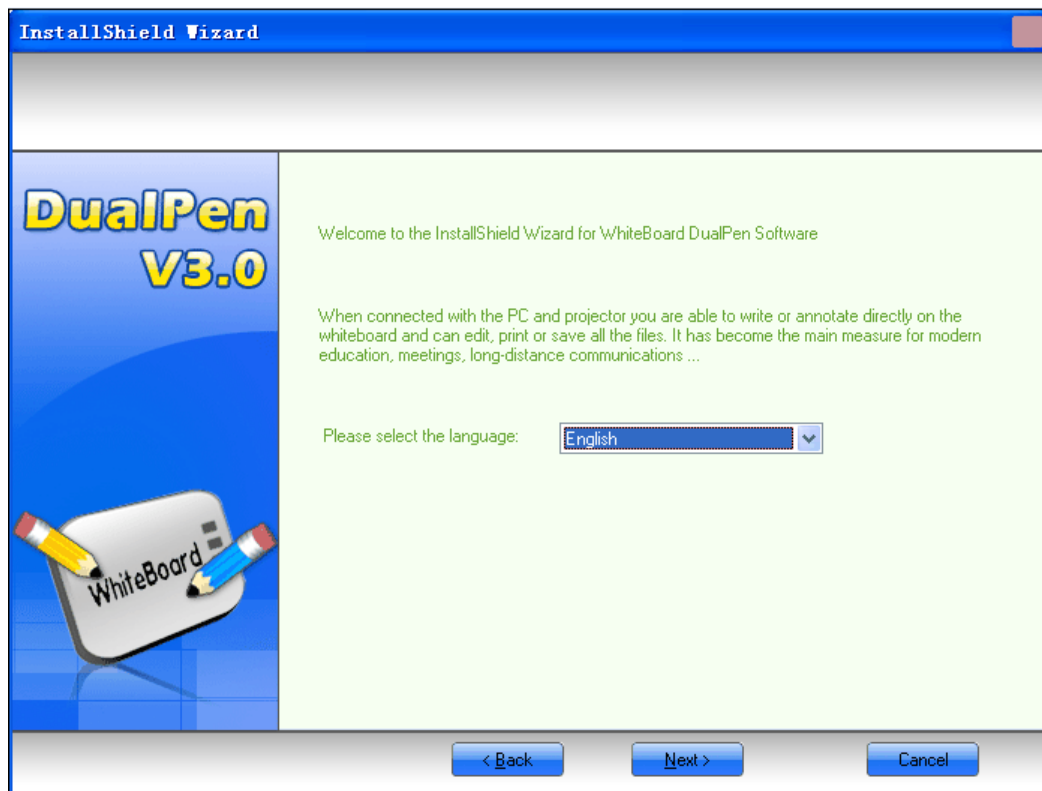 InstallShield Wizard
DualPen
V3.0
Welcome to the InstallShield Wizard for WhiteBoard DualPen Software
When connected with the PC and projector you are able to write or annotate directly on the
whiteboard and can edit, print or save all the files. It has become the main measure for modern
education, meetings, long-distance communications ...
Please select the language:
English
WhiteBoard
< Back
Next >
Cancel